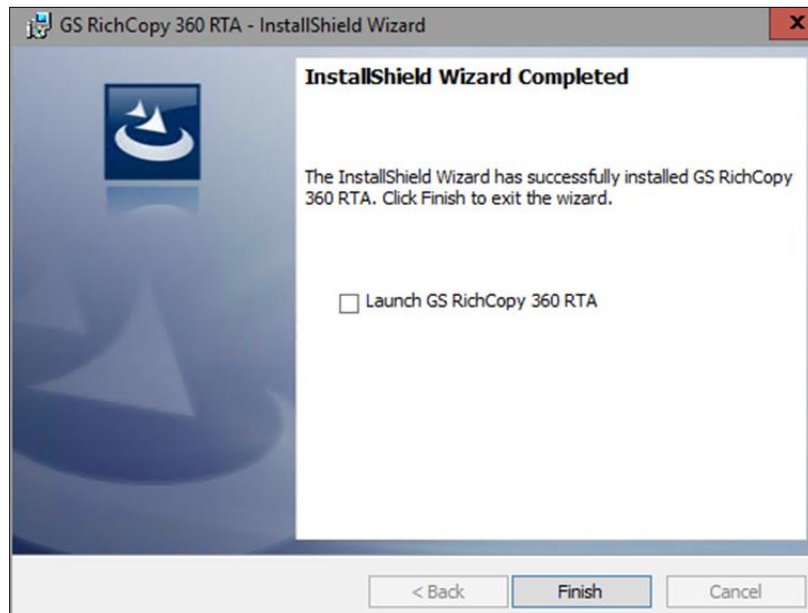 GS RichCopy 360 RTA - InstallShield Wizard
X
InstallShield Wizard Completed
The InstallShield Wizard has successfully installed GS RichCopy
360 RTA. Click Finish to exit the wizard.
Launch GS RichCopy 360 RTA
< Back Finish Cancel